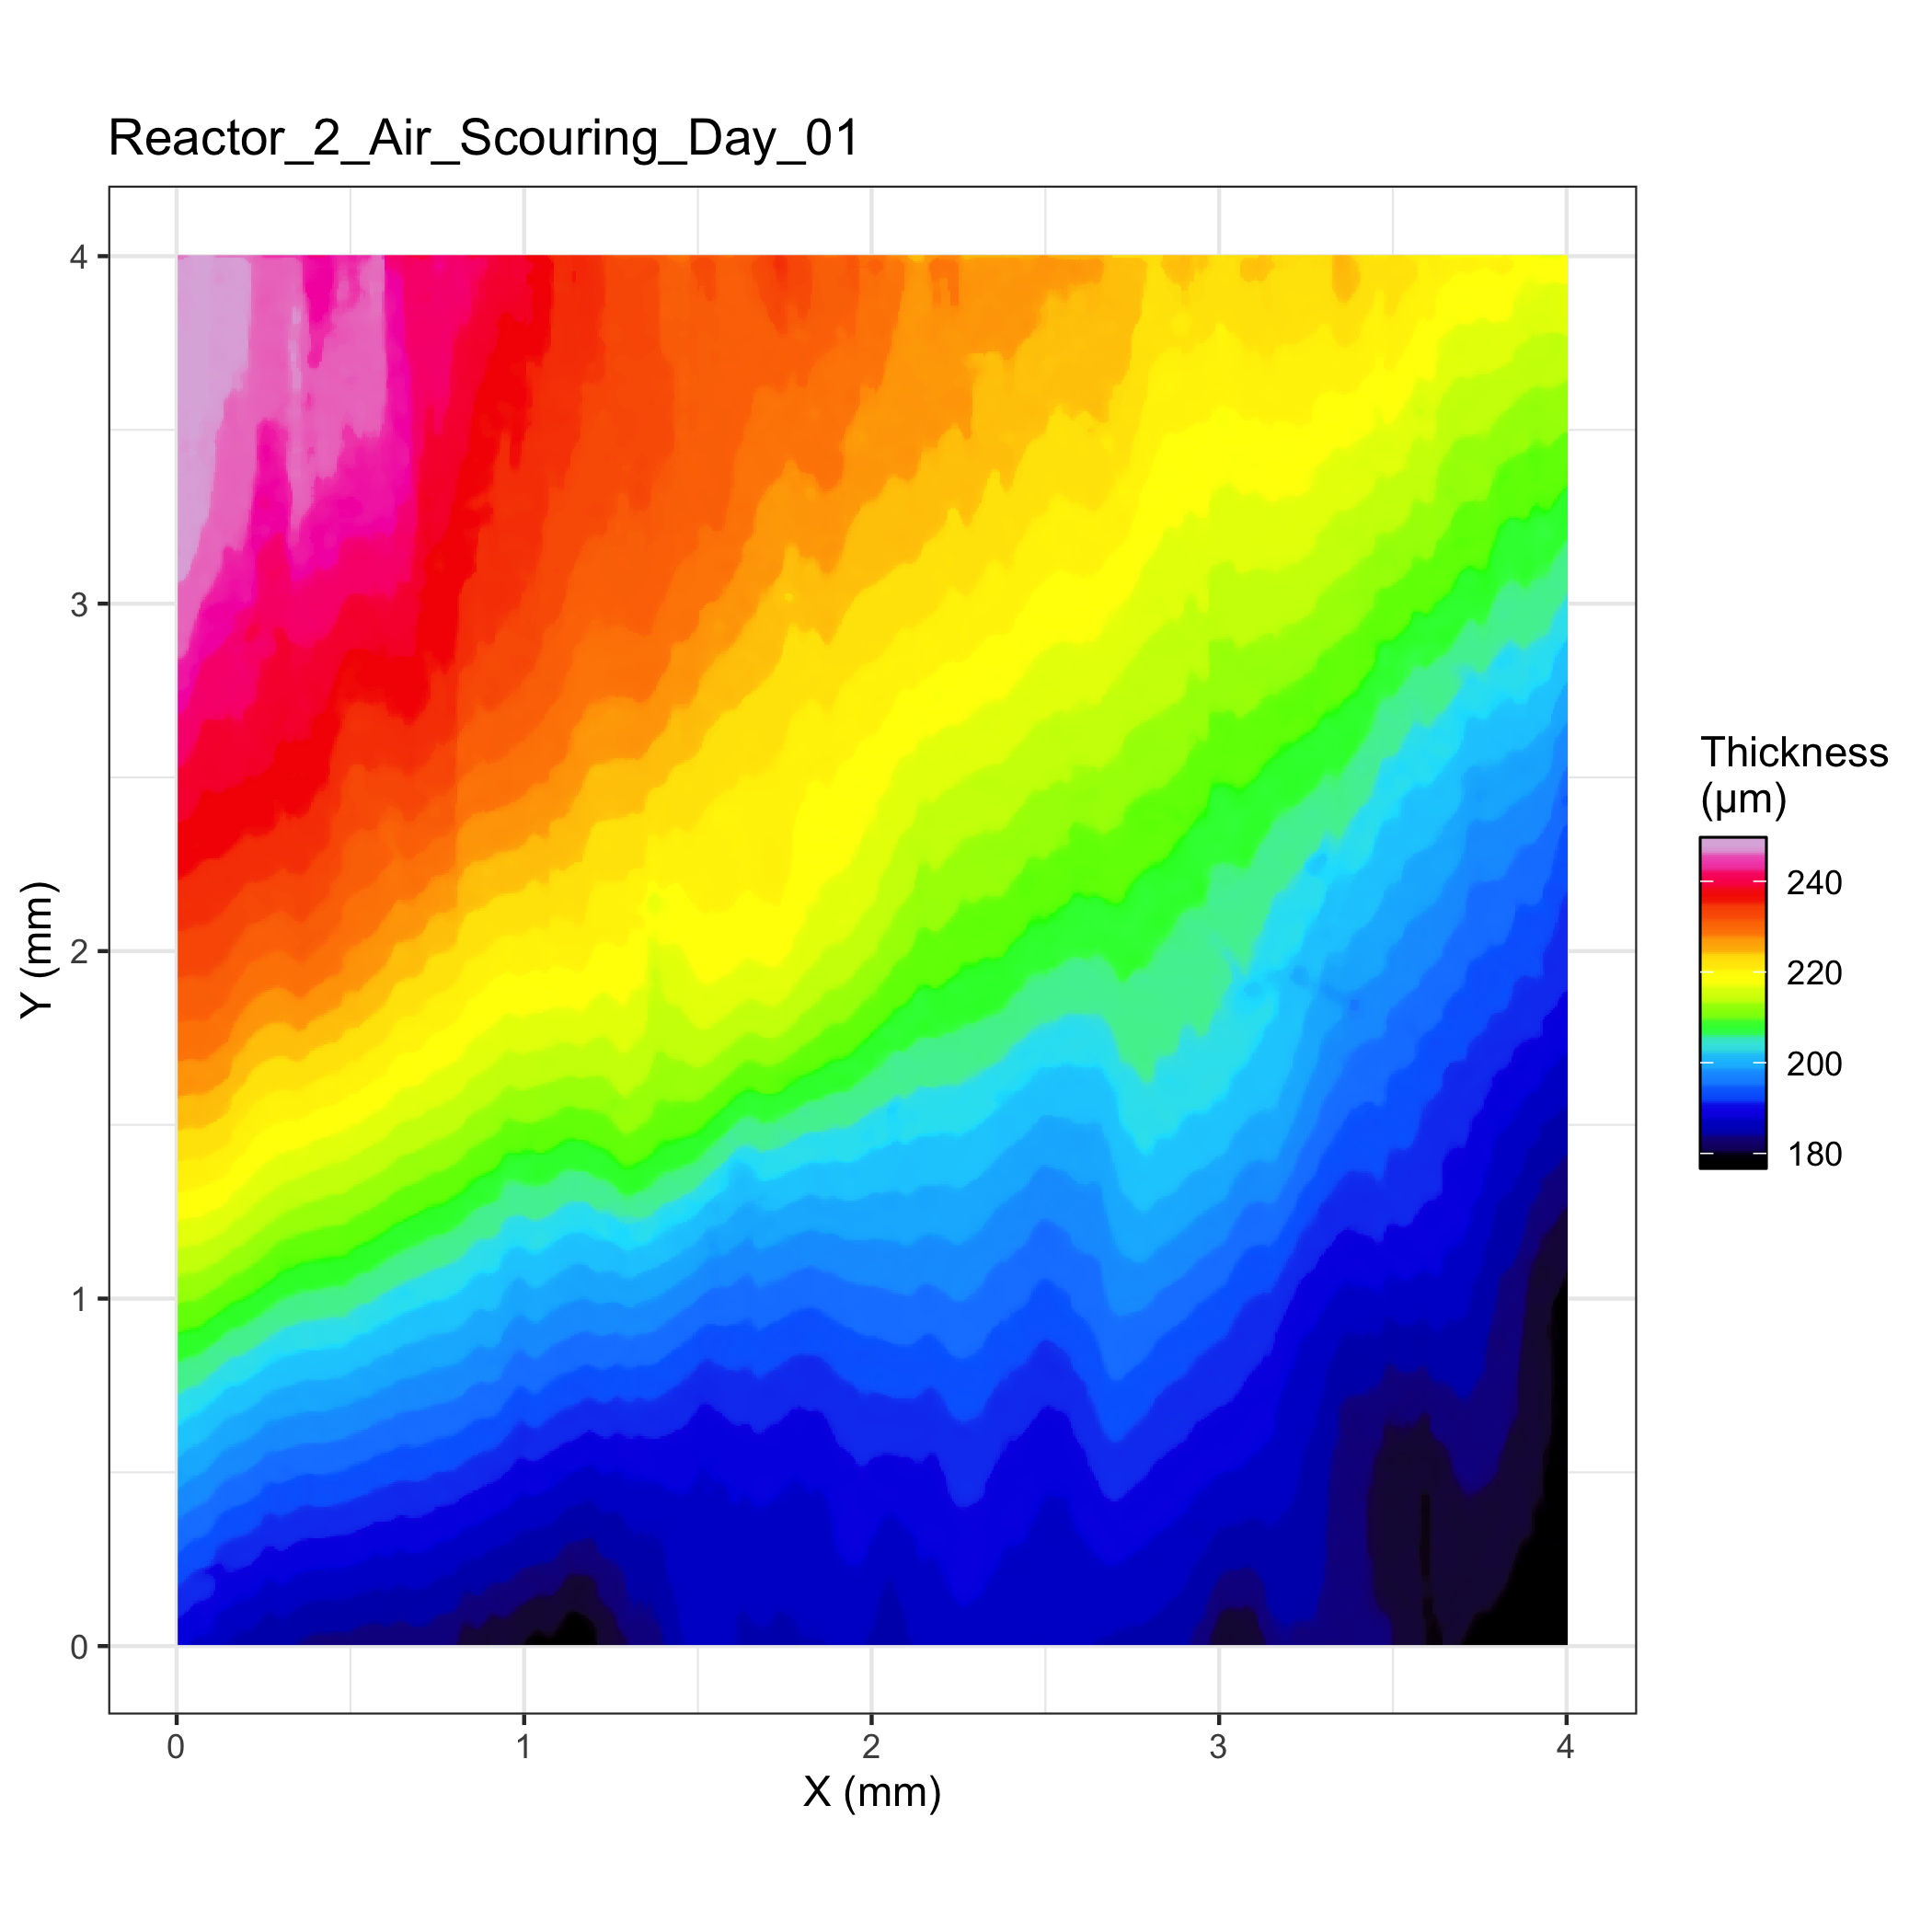 Reactor_2_Air_Scouring_Day_01
4
3
2
1
0
Y (mm)
0 1 2 3 4
X (mm)
Thickness
(µm)
240
220
200
180